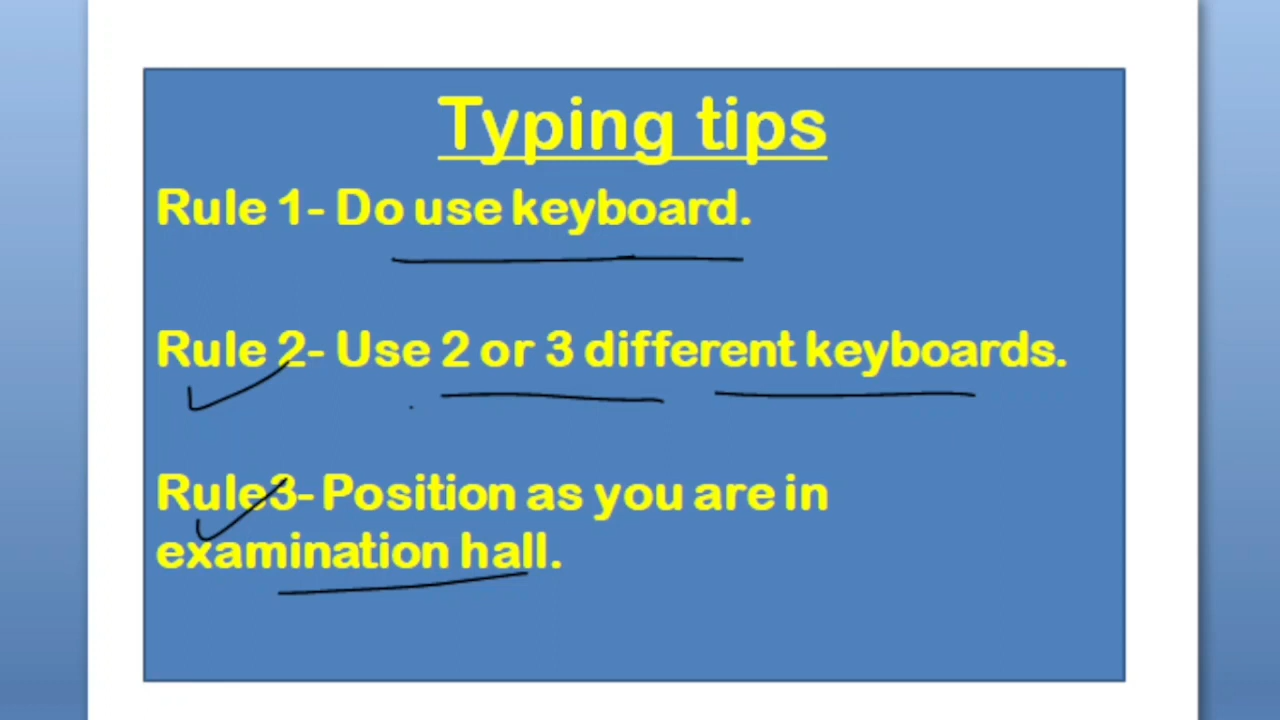 Typing tips
Rule 1- Do use keyboard.
Rule 2- Use 2 or 3 different keyboards.
Rule3- Position as you are in
examination hall.